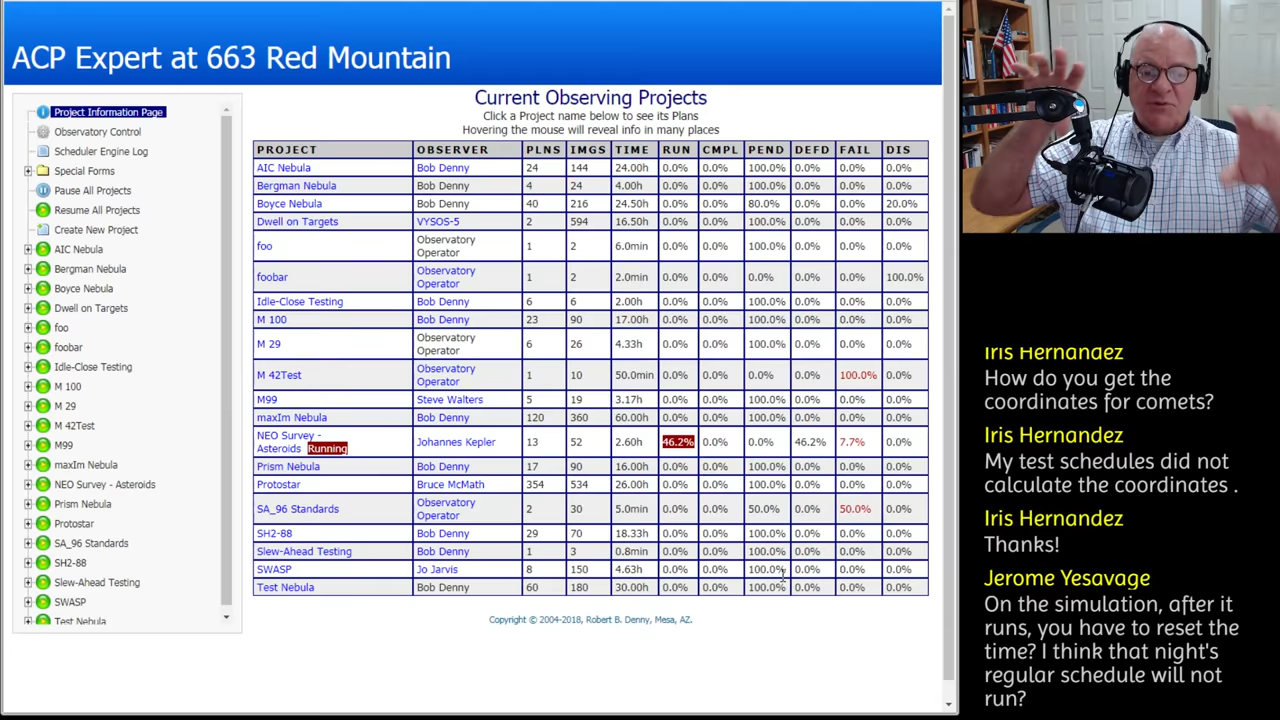 ACP Expert at 663 Red Mountain
Project Information Page
Observatory Control
Scheduler Engine Log
Special Forms
Pause All Projects
Resume All Projects
Create New Project
AIC Nebula
Bergman Nebula
Boyce Nebula
Dwell on Targets
foo
foobar
Idle-Close Testing
M 100
M 29
M 42Test
M99
maxIm Nebula
NEO Survey - Asteroids
Prism Nebula
Protostar
SA_96 Standards
SH2-88
Slew-Ahead Testing
SWASP
Test Nebula
Current Observing Projects
Click a Project name below to see its Plans
Hovering the mouse will reveal info in many places
PROJECT OBSERVER PLNS IMGS TIME RUN CMPL PEND DEFD FAIL DIS
AIC Nebula Bob Denny 24 144 24.00h 0.0% 0.0% 100.0% 0.0% 0.0% 0.0%
Bergman Nebula Bob Denny 4 24 4.00h 0.0% 0.0% 100.0% 0.0% 0.0% 0.0%
Boyce Nebula Bob Denny 40 216 24.50h 0.0% 0.0% 80.0% 0.0% 0.0% 20.0%
Dwell on Targets VYSOS-5 2 594 16.50h 0.0% 0.0% 100.0% 0.0% 0.0% 0.0%
foo Observatory Operator 1 2 6.0min 0.0% 0.0% 100.0% 0.0% 0.0% 0.0%
foobar Observatory Operator 1 2 2.0min 0.0% 0.0% 0.0% 0.0% 0.0% 100.0%
Idle-Close Testing Bob Denny 6 6 2.00h 0.0% 0.0% 100.0% 0.0% 0.0% 0.0%
M 100 Bob Denny 23 90 17.00h 0.0% 0.0% 100.0% 0.0% 0.0% 0.0%
M 29 Observatory Operator 6 26 4.33h 0.0% 0.0% 100.0% 0.0% 0.0% 0.0%
M 42Test Observatory Operator 1 10 50.0min 0.0% 0.0% 0.0% 0.0% 100.0% 0.0%
M99 Steve Walters 5 19 3.17h 0.0% 0.0% 100.0% 0.0% 0.0% 0.0%
maxIm Nebula Bob Denny 120 360 60.00h 0.0% 0.0% 100.0% 0.0% 0.0% 0.0%
NEO Survey - Asteroids Running Johannes Kepler 13 52 2.60h 46.2% 0.0% 0.0% 46.2% 7.7% 0.0%
Prism Nebula Bob Denny 17 90 16.00h 0.0% 0.0% 100.0% 0.0% 0.0% 0.0%
Protostar Bruce McMath 354 534 26.00h 0.0% 0.0% 100.0% 0.0% 0.0% 0.0%
SA_96 Standards Observatory Operator 2 30 5.0min 0.0% 0.0% 50.0% 0.0% 50.0% 0.0%
SH2-88 Bob Denny 29 70 18.33h 0.0% 0.0% 100.0% 0.0% 0.0% 0.0%
Slew-Ahead Testing Bob Denny 1 3 0.8min 0.0% 0.0% 100.0% 0.0% 0.0% 0.0%
SWASP Jo Jarvis 8 150 4.63h 0.0% 0.0% 100.0% 0.0% 0.0% 0.0%
Test Nebula Bob Denny 60 180 30.00h 0.0% 0.0% 100.0% 0.0% 0.0% 0.0%
Copyright © 2004-2018, Robert B. Denny, Mesa, AZ.
Iris Hernandez
How do you get the
coordinates for comets?
Iris Hernandez
My test schedules did not
calculate the coordinates .
Iris Hernandez
Thanks!
Jerome Yesavage
On the simulation, after it
runs, you have to reset the
time? I think that night's
regular schedule will not
run?